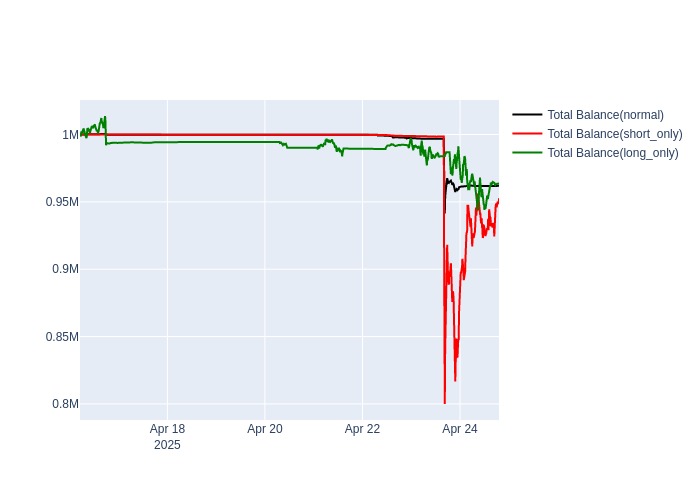 Total Balance(normal)
Total Balance(short_only)
Total Balance(long_only)
1M
0.95M
0.9M
0.85M
0.8M
Apr 18
2025
Apr 20
Apr 22
Apr 24